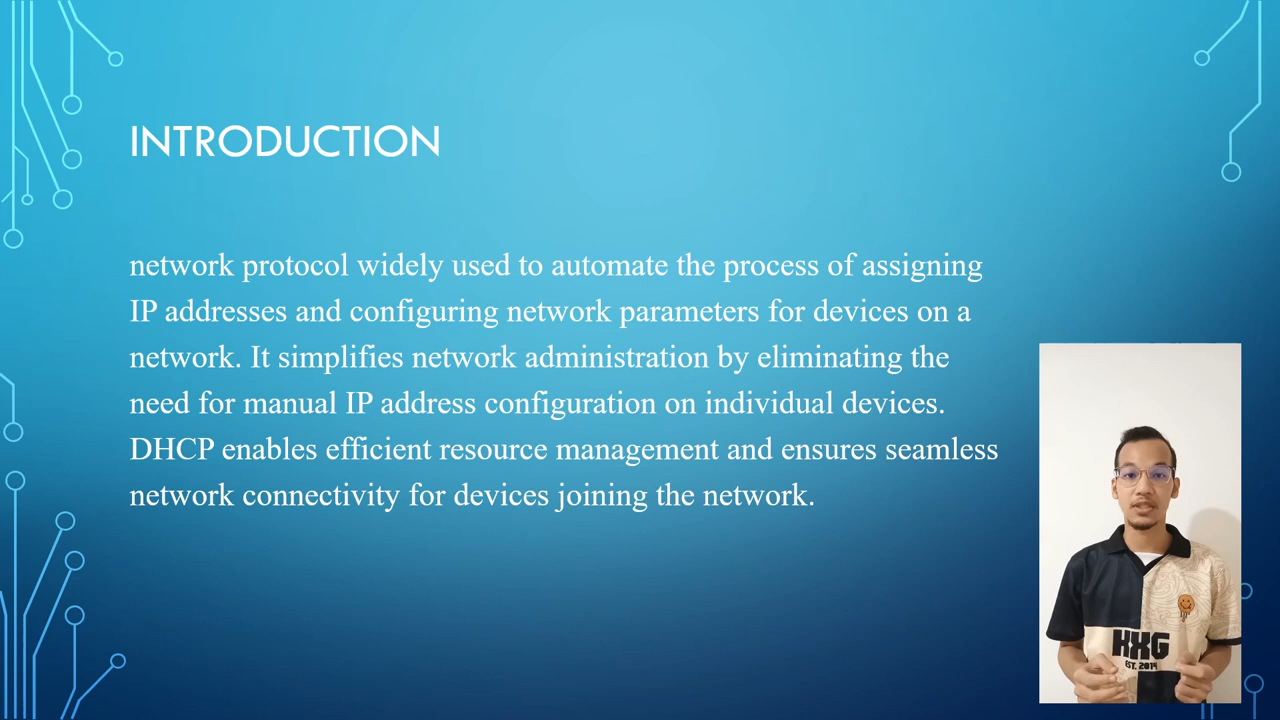 INTRODUCTION
network protocol widely used to automate the process of assigning
IP addresses and configuring network parameters for devices on a
network. It simplifies network administration by eliminating the
need for manual IP address configuration on individual devices.
DHCP enables efficient resource management and ensures seamless
network connectivity for devices joining the network.
KXG
EST. 2014